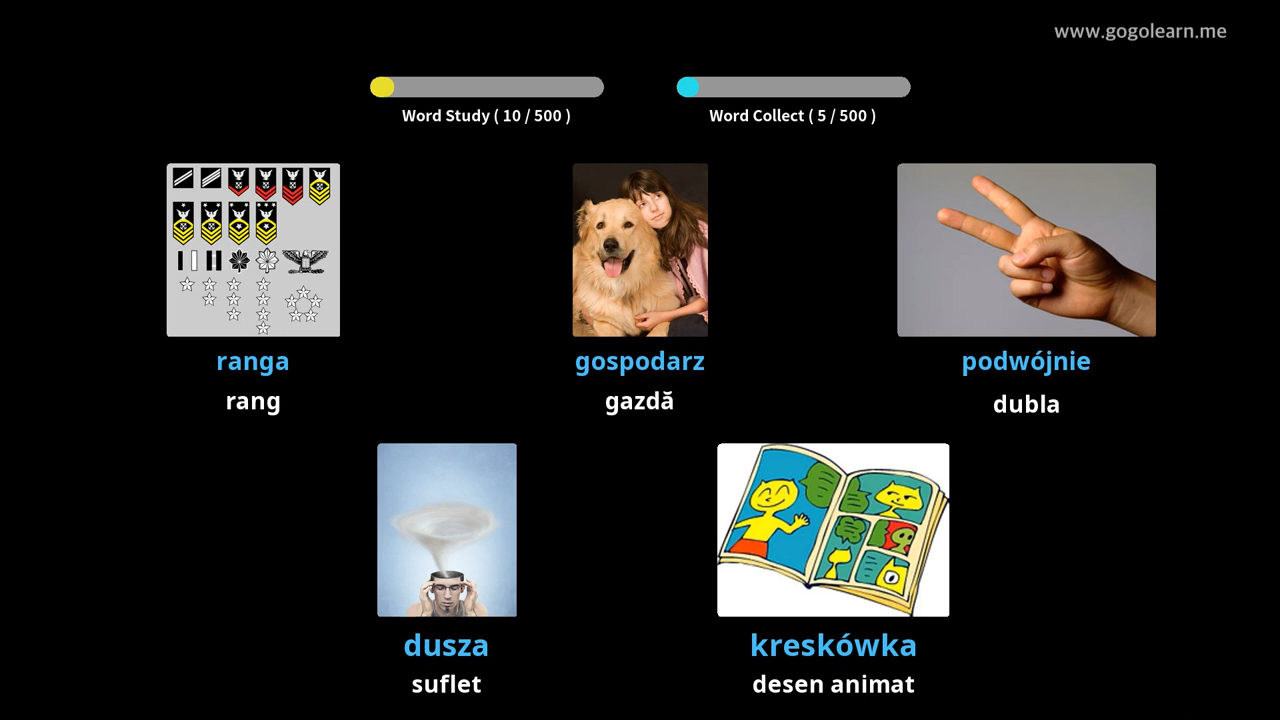 www.gogolearn.me
Word Study ( 10 / 500 )
Word Collect ( 5 / 500 )
ranga
rang
gospodarz
gazdă
podwójnie
dubla
dusza
suflet
kreskówka
desen animat